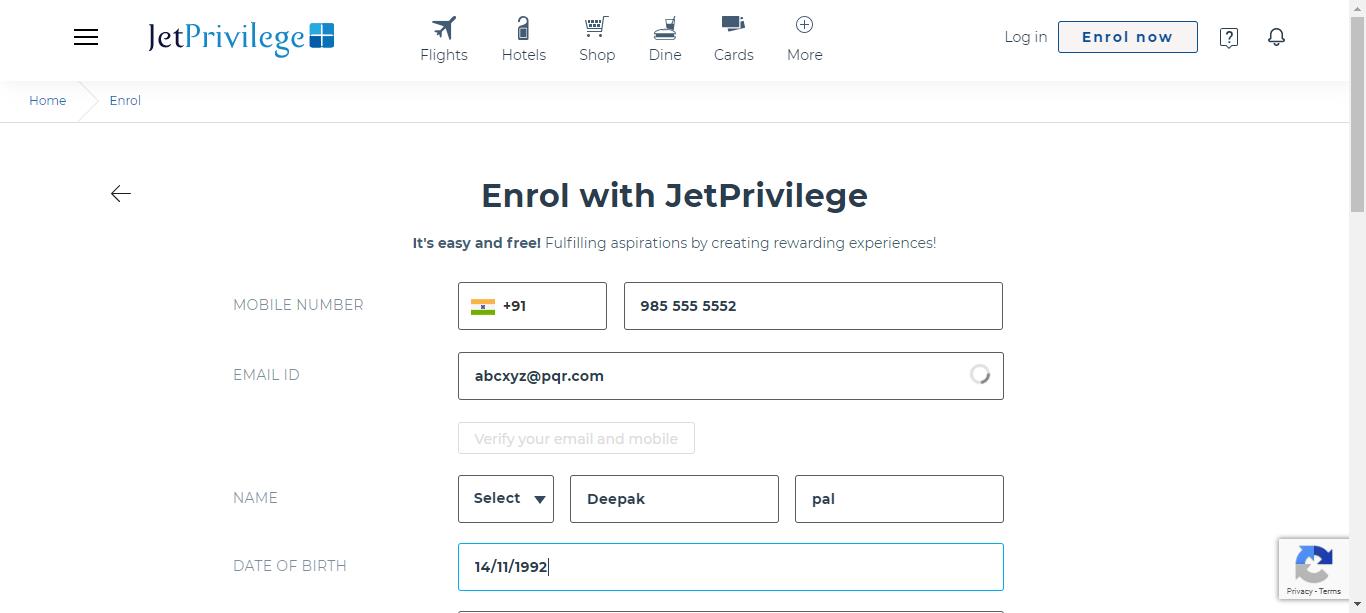 JetPrivilege
Flights Hotels Shop Dine Cards More
Log in Enrol now
Home Enrol
Enrol with JetPrivilege
It's easy and free! Fulfilling aspirations by creating rewarding experiences!
MOBILE NUMBER +91 985 555 5552
EMAIL ID abcxyz@pqr.com
Verify your email and mobile
NAME Select Deepak pal
DATE OF BIRTH 14/11/1992
Privacy - Terms